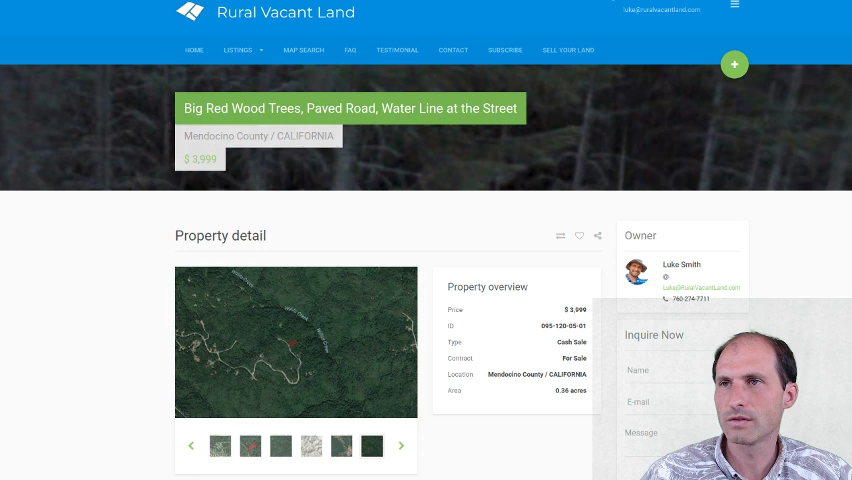 Rural Vacant Land
luke@ruralvacantland.com
HOME LISTINGS MAP SEARCH FAQ TESTIMONIAL CONTACT SUBSCRIBE SELL YOUR LAND
Big Red Wood Trees, Paved Road, Water Line at the Street
Mendocino County / CALIFORNIA
$ 3,999
Property detail
Property overview
Price $ 3,999
ID 095-120-05-01
Type Cash Sale
Contract For Sale
Location Mendocino County / CALIFORNIA
Area 0.36 acres
Owner
Luke Smith
@
Luke@RuralVacantLand.com
760-274-7711
Inquire Now
Name
E-mail
Message